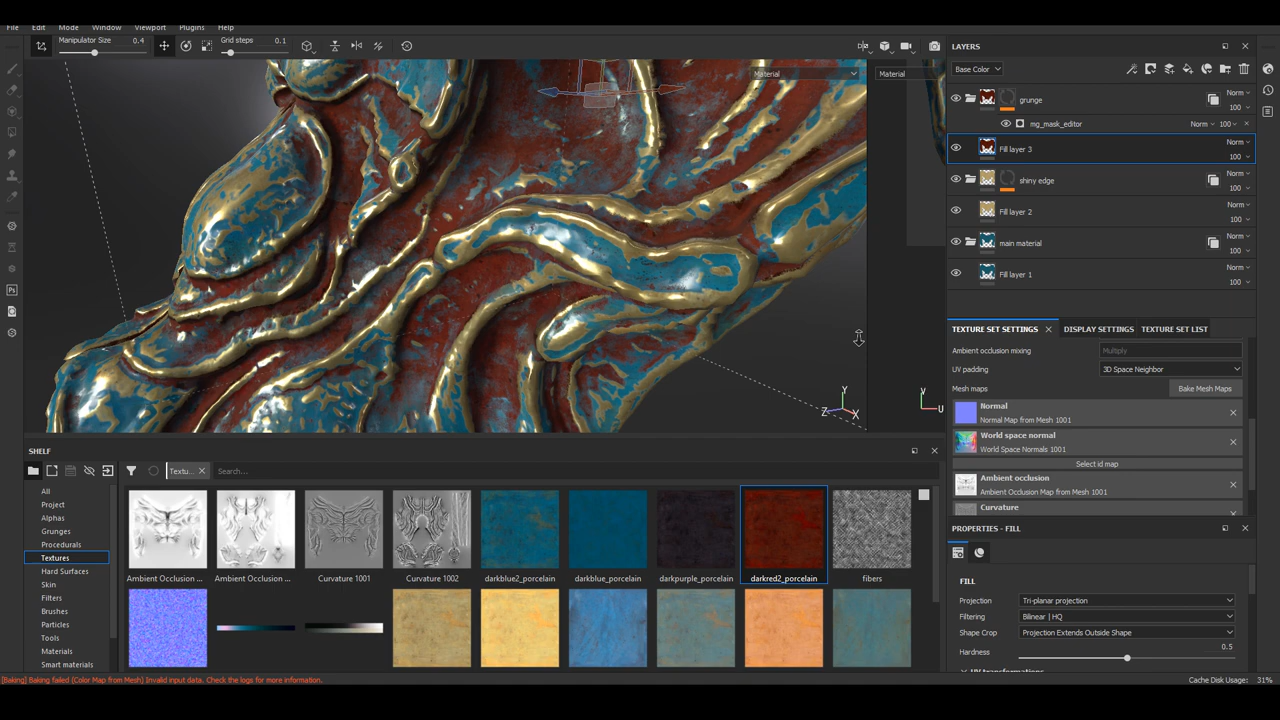 File Edit Mode Window Viewport Plugins Help
Manipulator Size 0.4 Grid steps 0.1
Material
Material
Z Y X
U
LAYERS
Base Color
grunge Norm 100
mg_mask_editor Norm 100
Fill layer 3 Norm 100
shiny edge Norm 100
Fill layer 2 Norm 100
main material Norm 100
Fill layer 1 Norm 100
TEXTURE SET SETTINGS DISPLAY SETTINGS TEXTURE SET LIST
Ambient occlusion mixing Multiply
UV padding 3D Space Neighbor
Mesh maps Bake Mesh Maps
Normal
Normal Map from Mesh 1001
World space normal
World Space Normals 1001
Select id map
Ambient occlusion
Ambient Occlusion Map from Mesh 1001
Curvature
PROPERTIES - FILL
FILL
Projection Tri-planar projection
Filtering Bilinear | HQ
Shape Crop Projection Extends Outside Shape
Hardness 0.5
UV transformations
SHELF
Textu... Search...
All
Project
Alphas
Grunges
Procedurals
Textures
Hard Surfaces
Skin
Filters
Brushes
Particles
Tools
Materials
Smart materials
Ambient Occlusion ... Ambient Occlusion ... Curvature 1001 Curvature 1002 darkblue2_porcelain darkblue_porcelain darkpurple_porcelain darkred2_porcelain fibers
Ps
[Baking] Baking failed (Color Map from Mesh) Invalid input data. Check the logs for more information.
Cache Disk Usage: 31%